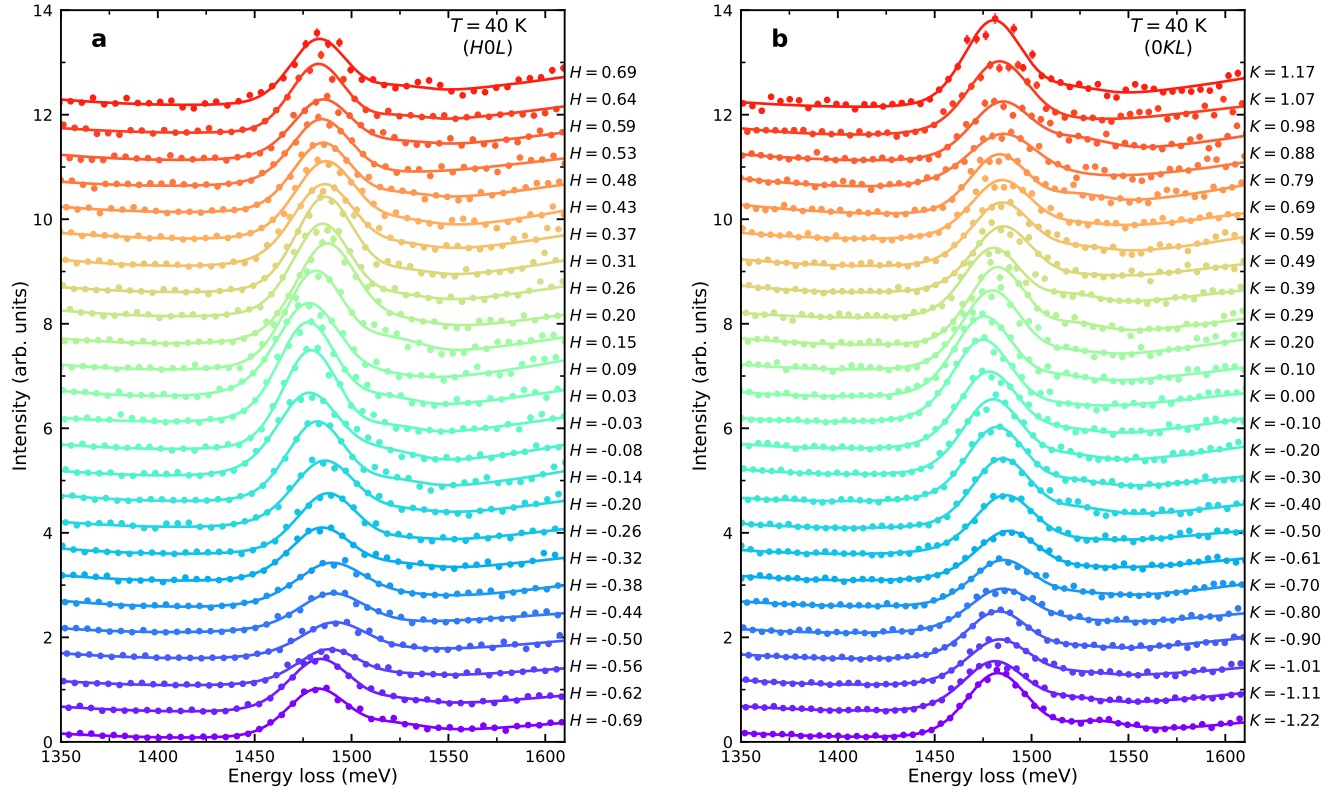 a
T = 40 K
(H0L)
Intensity (arb. units)
14
12
10
8
6
4
2
0
H = 0.69
H = 0.64
H = 0.59
H = 0.53
H = 0.48
H = 0.43
H = 0.37
H = 0.31
H = 0.26
H = 0.20
H = 0.15
H = 0.09
H = 0.03
H = -0.03
H = -0.08
H = -0.14
H = -0.20
H = -0.26
H = -0.32
H = -0.38
H = -0.44
H = -0.50
H = -0.56
H = -0.62
H = -0.69
1350 1400 1450 1500 1550 1600
Energy loss (meV)
b
T = 40 K
(0KL)
Intensity (arb. units)
14
12
10
8
6
4
2
0
K = 1.17
K = 1.07
K = 0.98
K = 0.88
K = 0.79
K = 0.69
K = 0.59
K = 0.49
K = 0.39
K = 0.29
K = 0.20
K = 0.10
K = 0.00
K = -0.10
K = -0.20
K = -0.30
K = -0.40
K = -0.50
K = -0.61
K = -0.70
K = -0.80
K = -0.90
K = -1.01
K = -1.11
K = -1.22
1350 1400 1450 1500 1550 1600
Energy loss (meV)